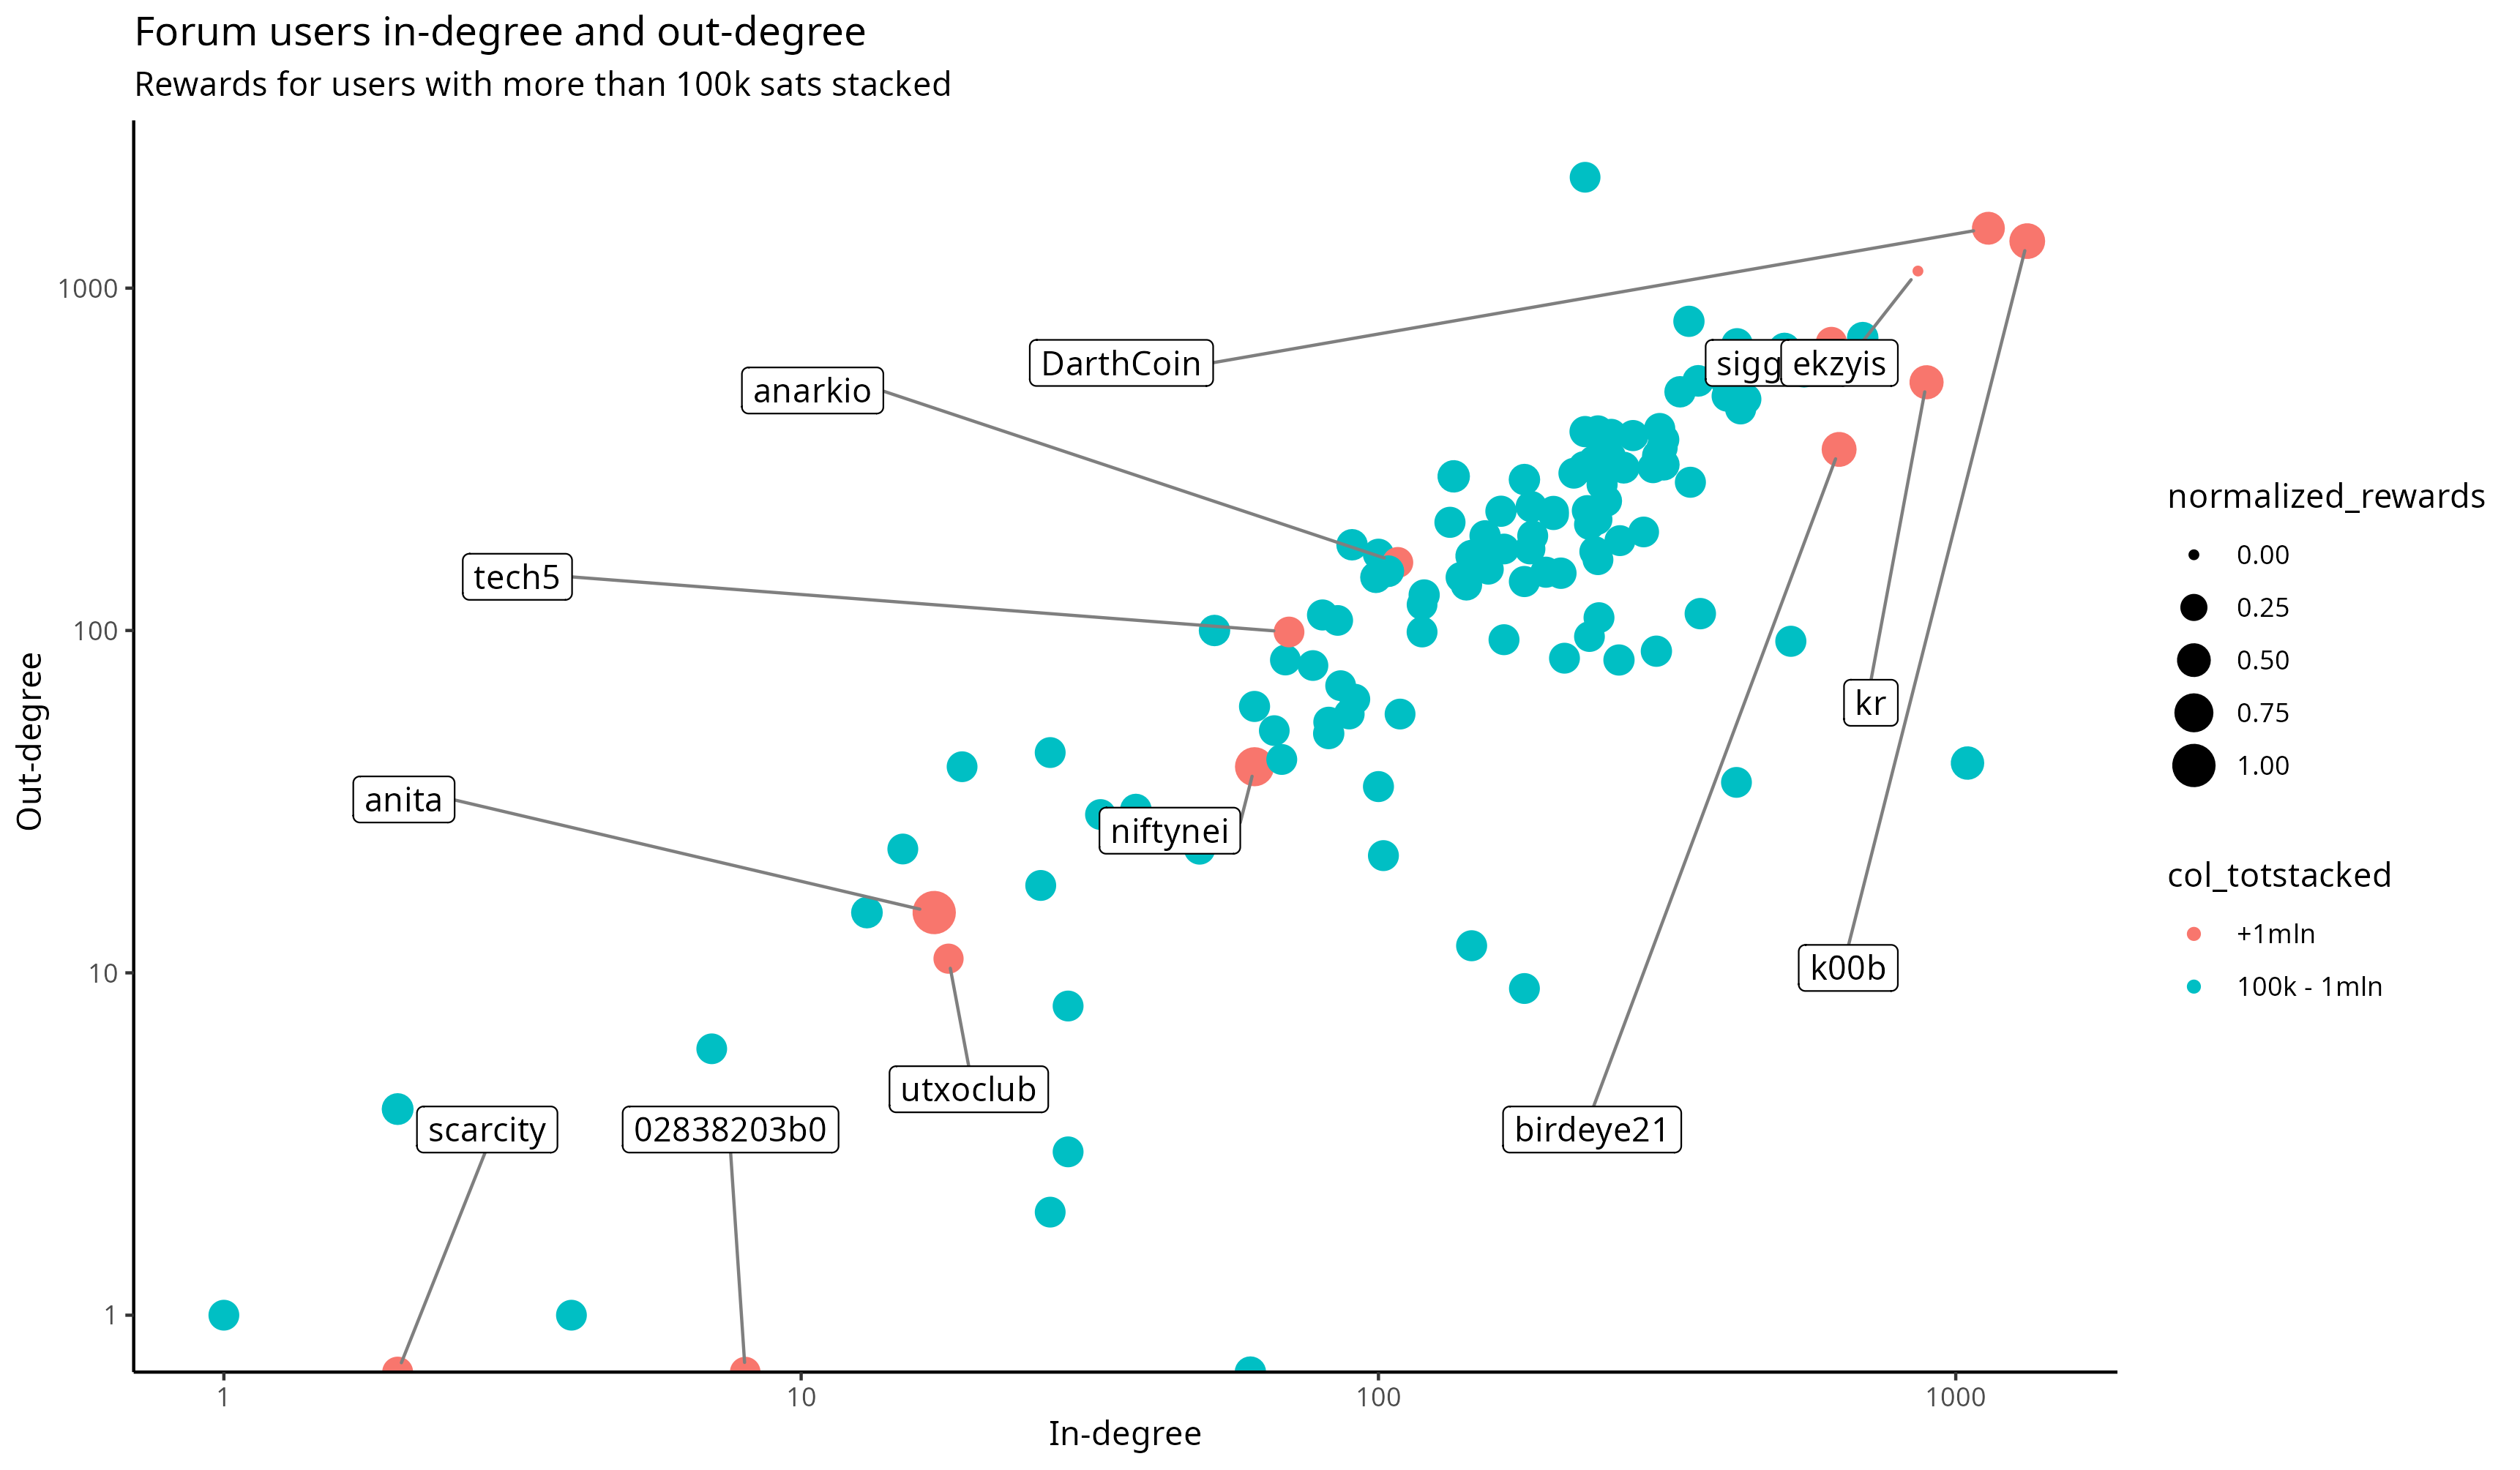 Forum users in-degree and out-degree
Rewards for users with more than 100k sats stacked
Out-degree
1000
100
10
1
DarthCoin
anarkio
sigg
ekzyis
tech5
kr
anita
niftynei
k00b
utxoclub
scarcity
02838203b0
birdeye21
1
10
100
1000
In-degree
normalized_rewards
0.00
0.25
0.50
0.75
1.00
col_totstacked
+1mln
100k - 1mln